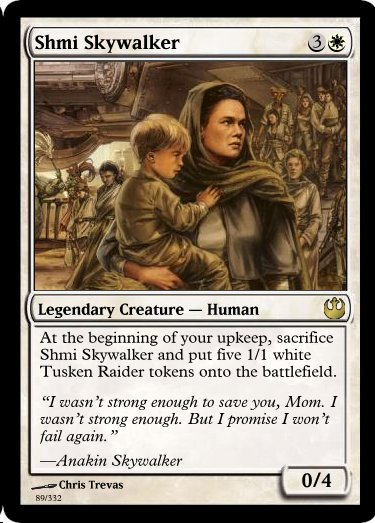 Shmi Skywalker 3
Legendary Creature — Human
At the beginning of your upkeep, sacrifice
Shmi Skywalker and put five 1/1 white
Tusken Raider tokens onto the battlefield.
“I wasn't strong enough to save you, Mom. I
wasn't strong enough. But I promise I won't
fail again.”
—Anakin Skywalker
0/4
Chris Trevas
89/332